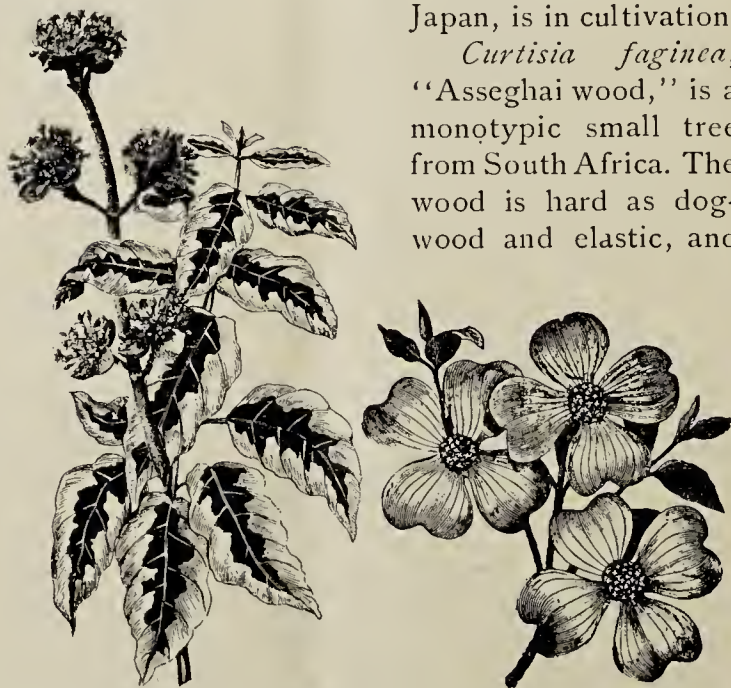 Japan, is in cultivation
Curtisia faginea,
"Asseghai wood," is a
monotypic small tree
from South Africa. The
wood is hard as dog-
wood and elastic, and